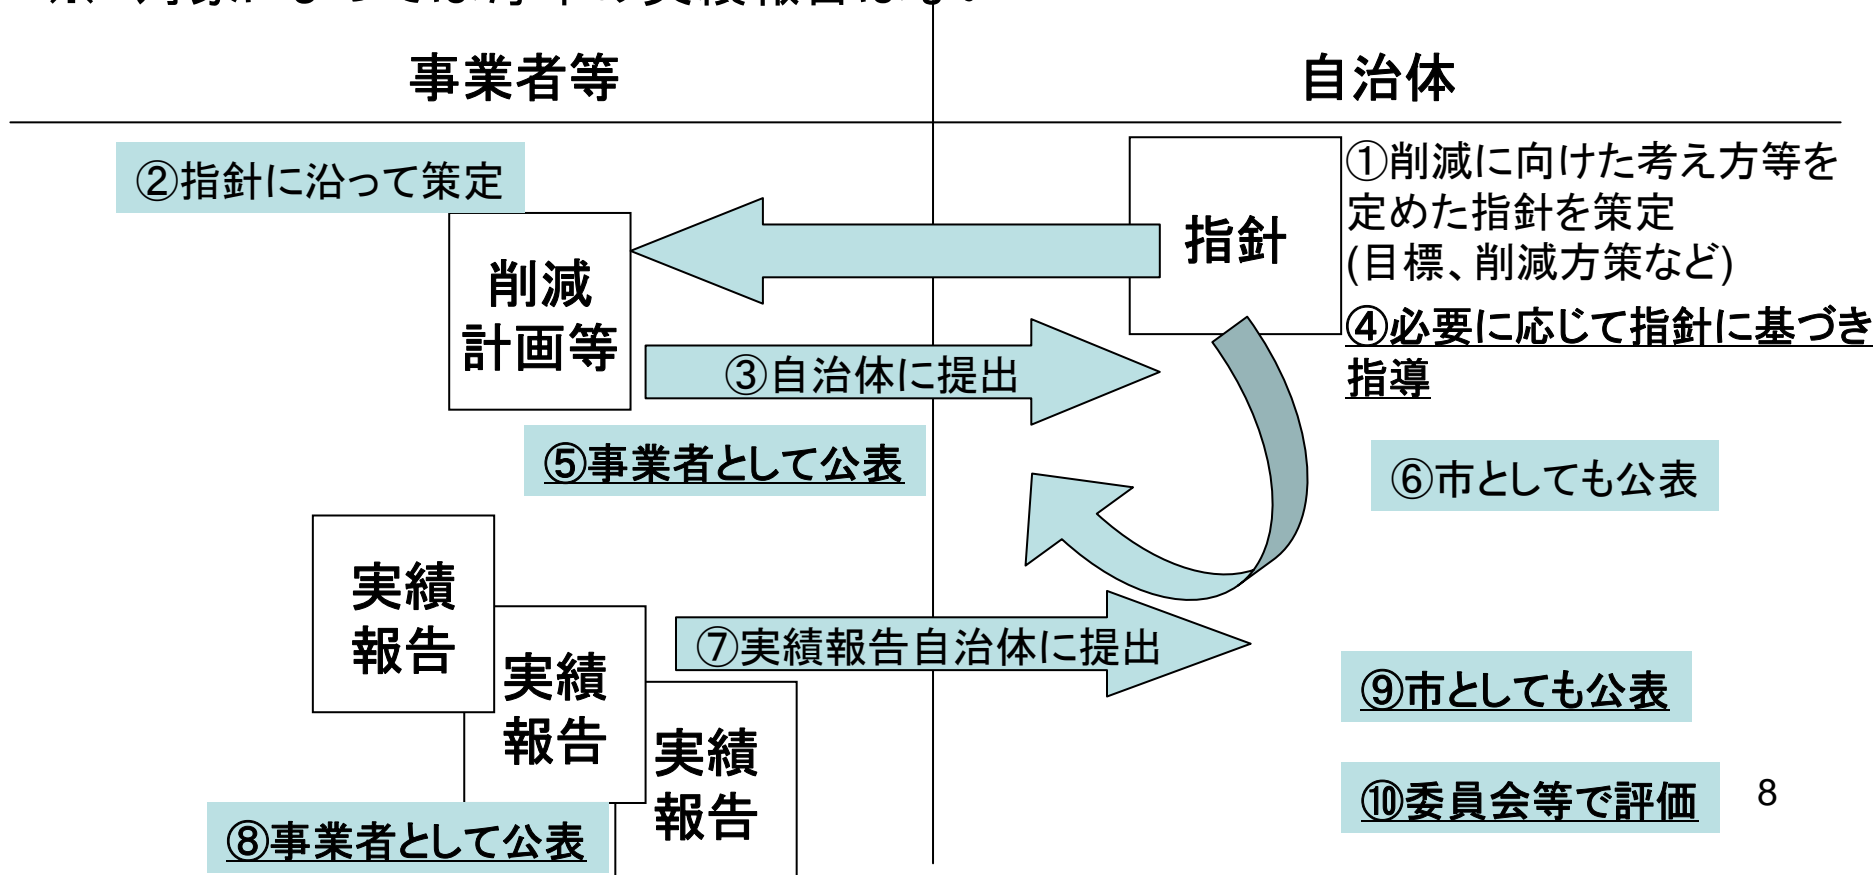 事業者等
自治体
②指針に沿って策定
削減
計画等
指針
①削減に向けた考え方等を
定めた指針を策定
(目標、削減方策など)
④必要に応じて指針に基づき
指導
③自治体に提出
⑤事業者として公表
⑥市としても公表
実績
報告
実績
報告
実績
報告
⑦実績報告自治体に提出
⑧事業者として公表
⑨市としても公表
⑩委員会等で評価
8